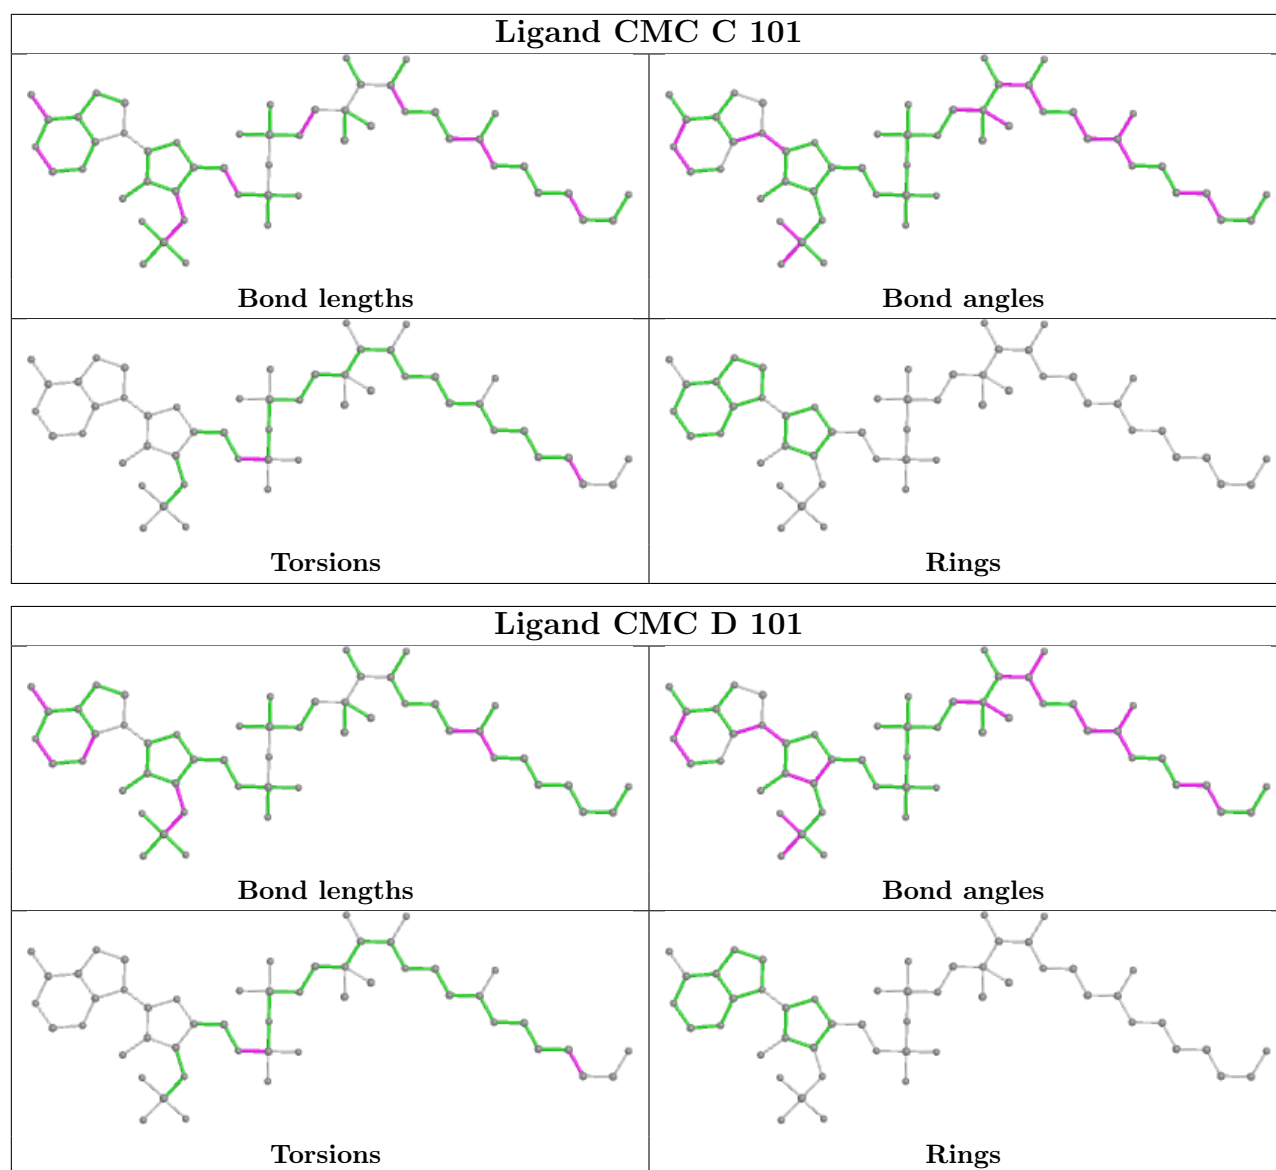 Ligand CMC C 101
Bond lengths
Bond angles
Torsions
Rings
Ligand CMC D 101
Bond lengths
Bond angles
Torsions
Rings